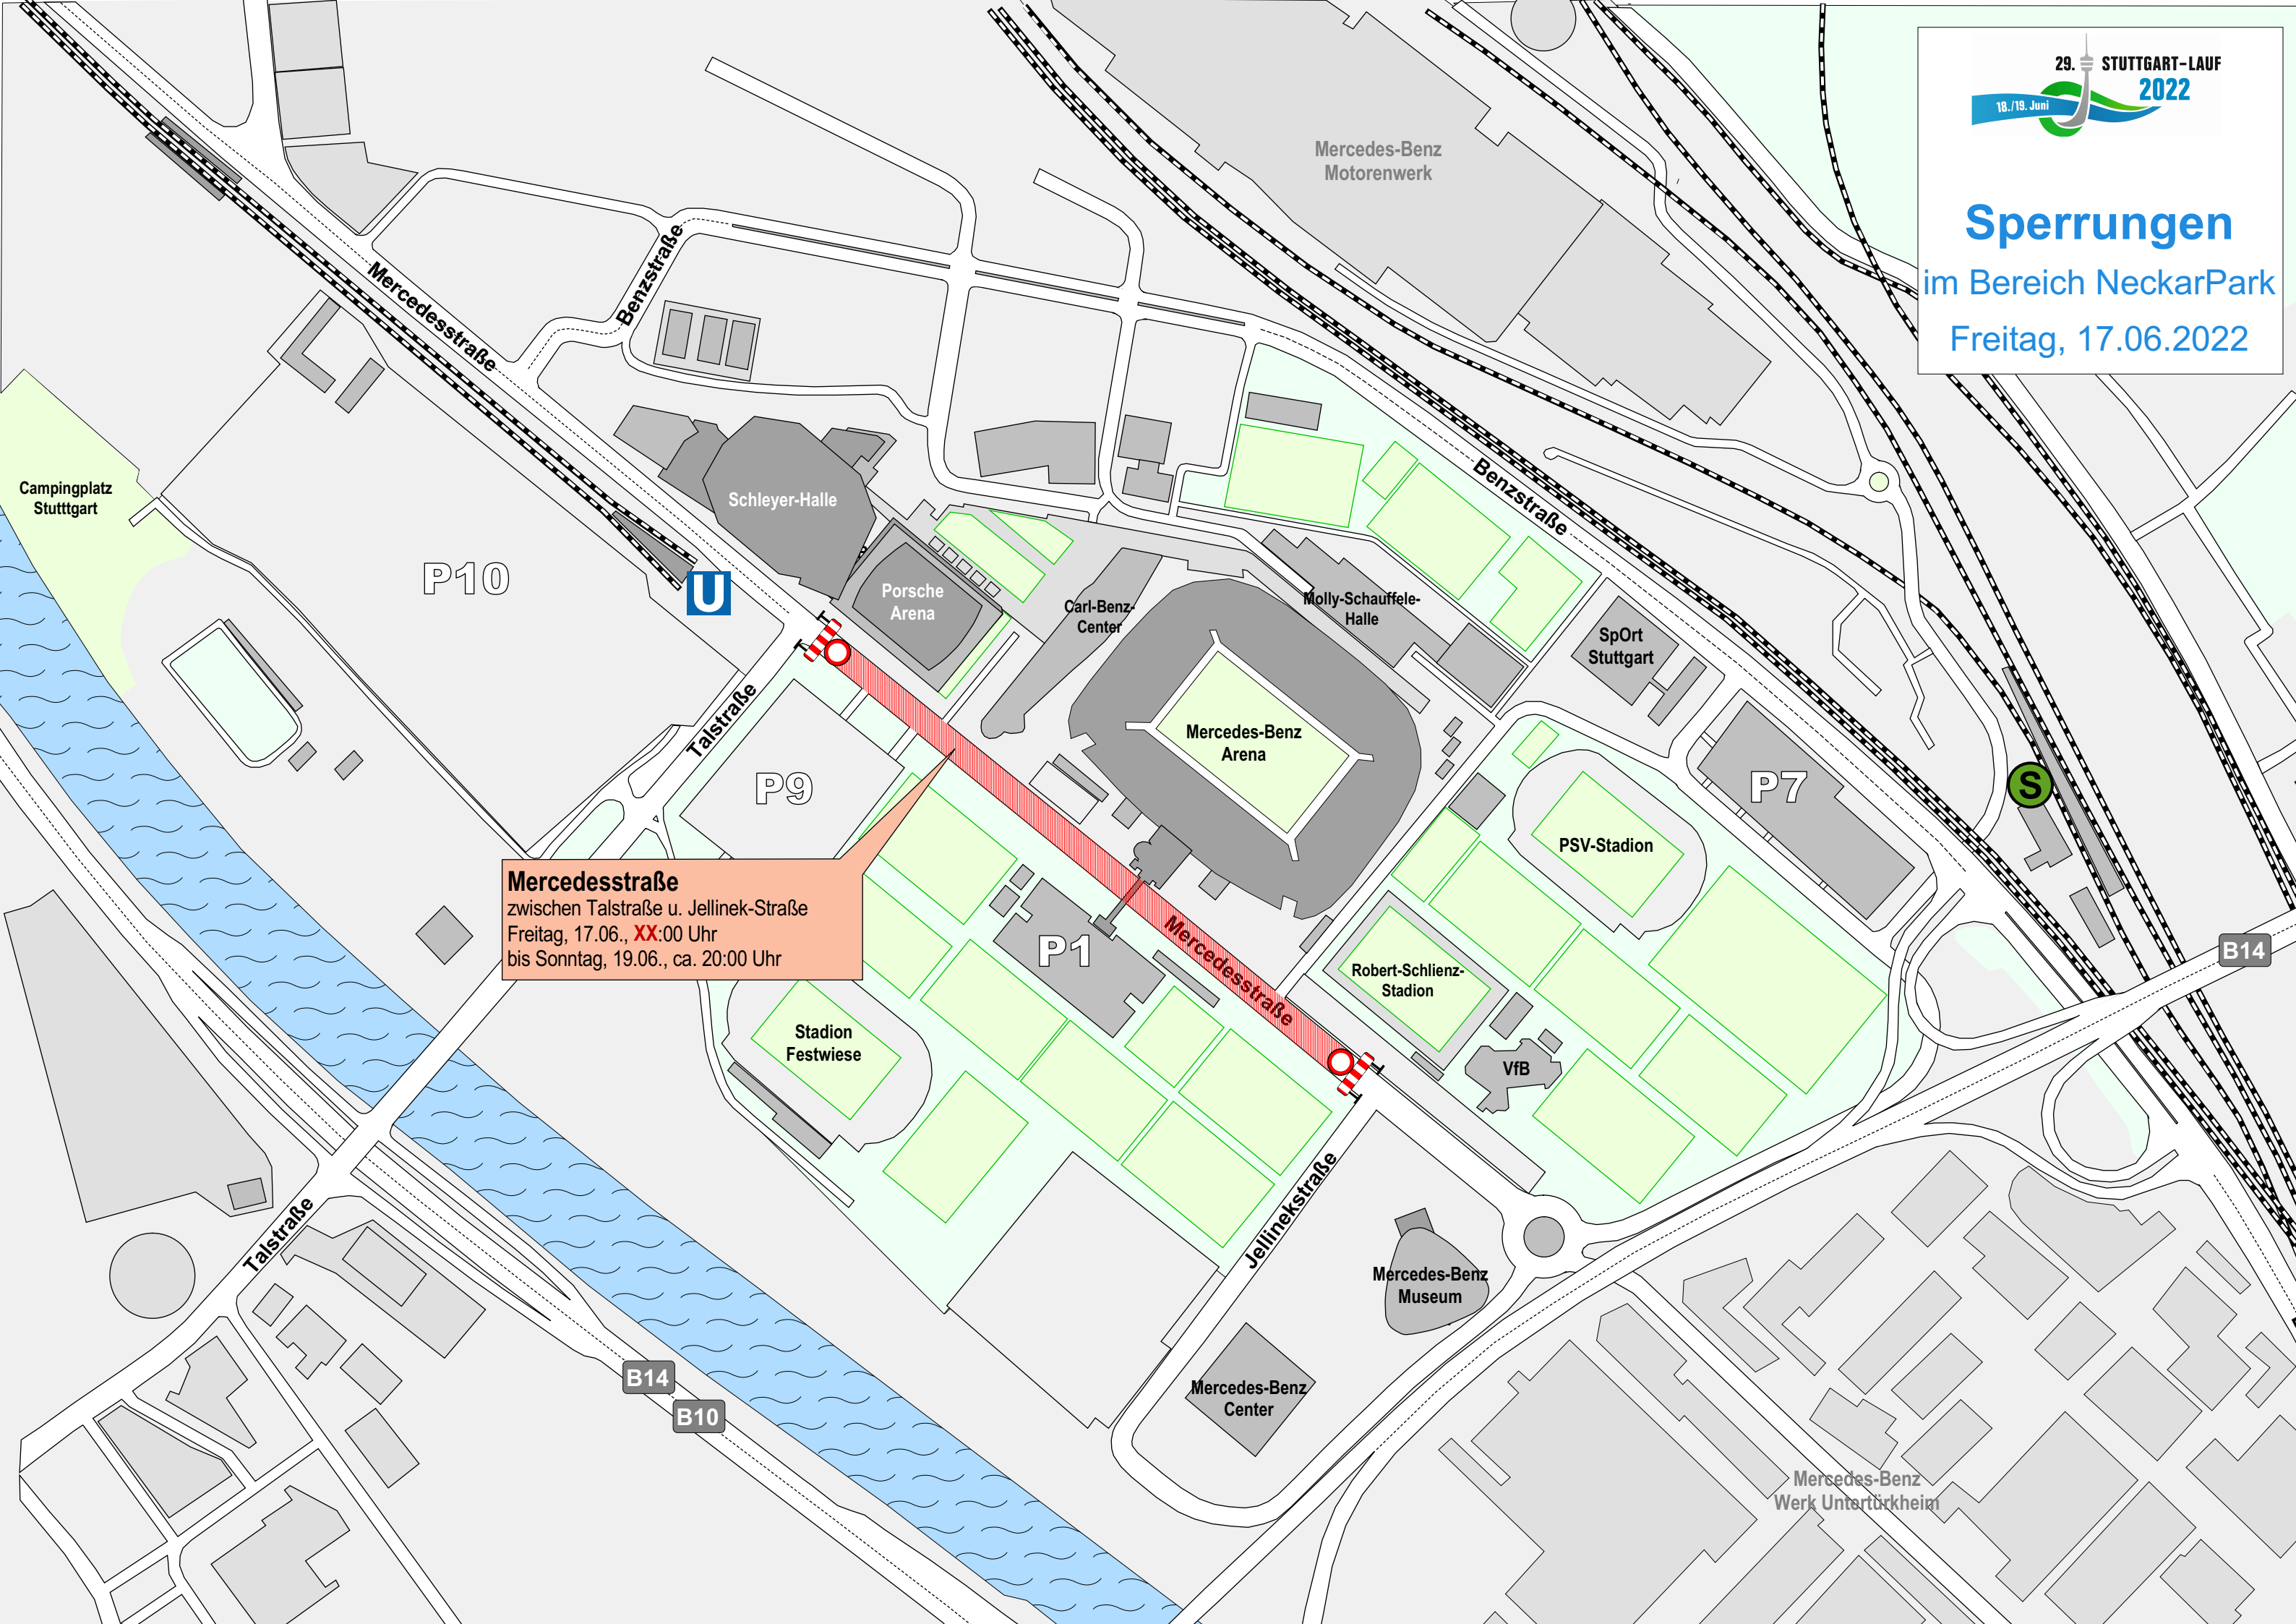 29. STUTTGART-LAUF
2022
18./19. Juni
Sperrungen
im Bereich NeckarPark
Freitag, 17.06.2022
Mercedes-Benz
Motorenwerk
Benzstraße
Mercedesstraße
Campingplatz
Stutttgart
Schleyer-Halle
Benzstraße
P10
U
Porsche
Arena
Carl-Benz-
Center
Molly-Schauffele-
Halle
SpOrt
Stuttgart
Talstraße
Mercedes-Benz
Arena
P9
P7
S
PSV-Stadion
Mercedesstraße
zwischen Talstraße u. Jellinek-Straße
Freitag, 17.06., XX:00 Uhr
bis Sonntag, 19.06., ca. 20:00 Uhr
P1
Mercedesstraße
Robert-Schlienz-
Stadion
B14
Stadion
Festwiese
VfB
Jellinekstraße
Talstraße
Mercedes-Benz
Museum
B14
B10
Mercedes-Benz
Center
Mercedes-Benz
Werk Untertürkheim